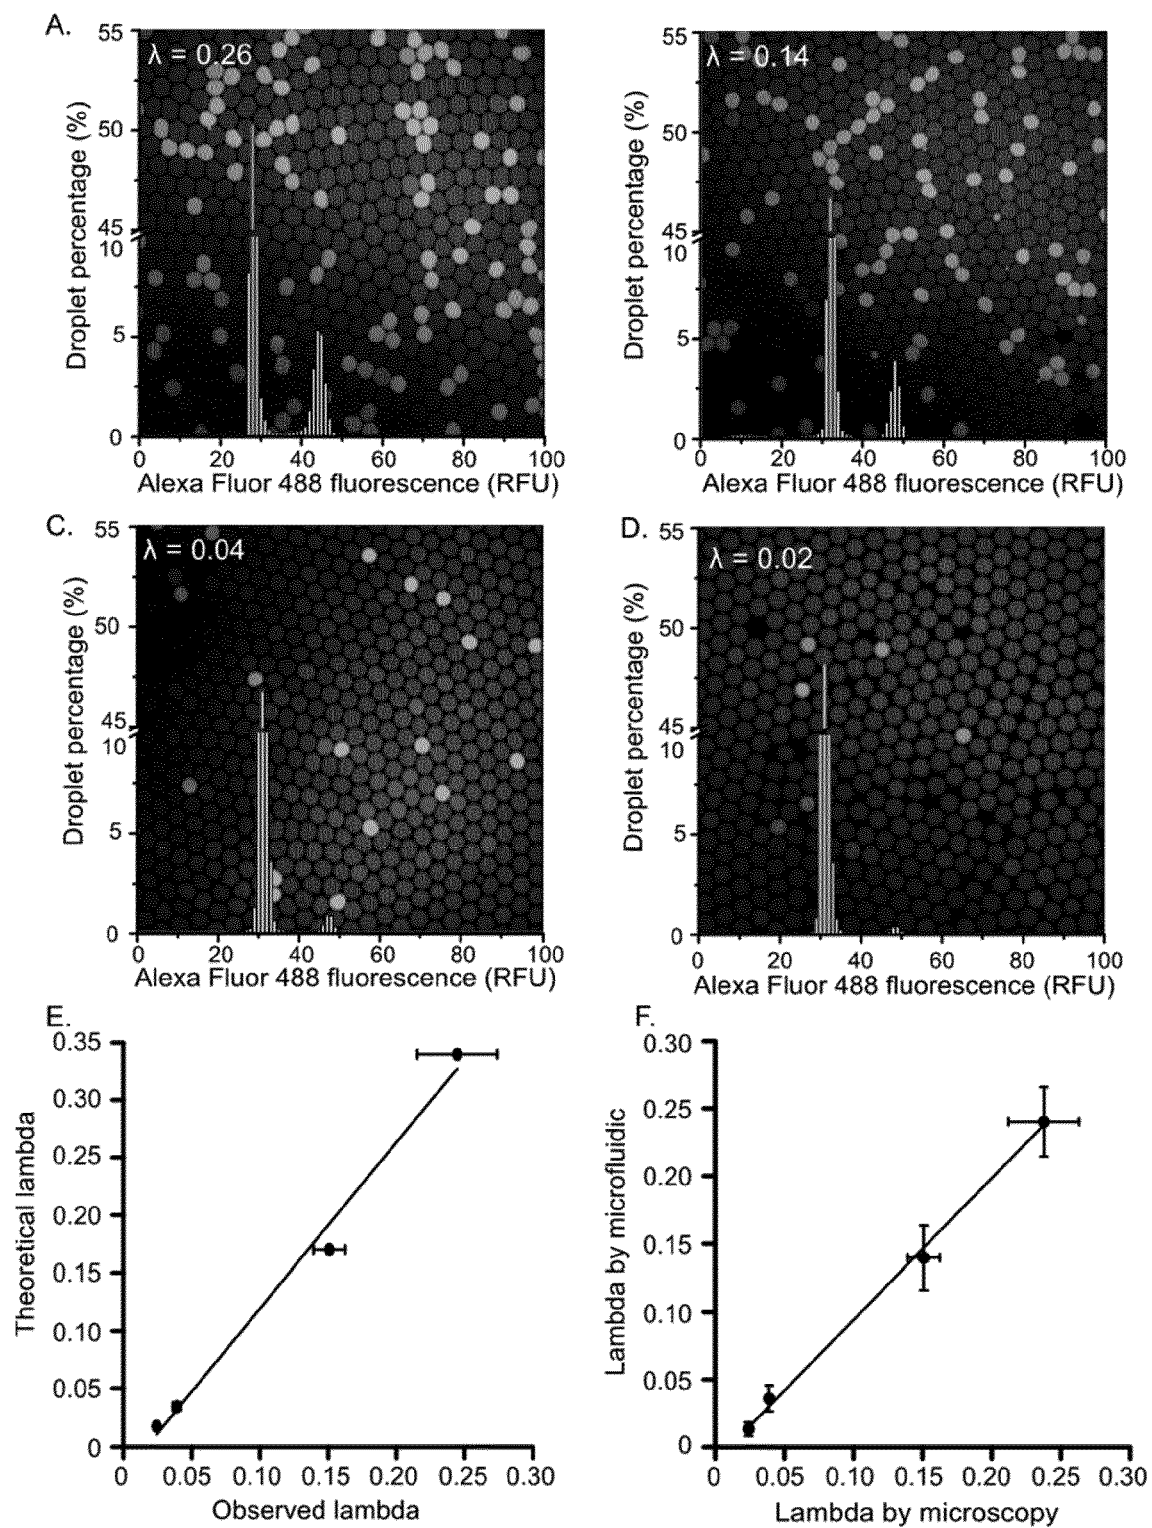 A.
λ = 0.26
Droplet percentage (%)
55
50
45
10
5
0
0 20 40 60 80 100
Alexa Fluor 488 fluorescence (RFU)
λ = 0.14
Droplet percentage (%)
55
50
45
10
5
0
0 20 40 60 80 100
Alexa Fluor 488 fluorescence (RFU)
C.
λ = 0.04
Droplet percentage (%)
55
50
45
10
5
0
0 20 40 60 80 100
Alexa Fluor 488 fluorescence (RFU)
D.
λ = 0.02
Droplet percentage (%)
55
50
45
10
5
0
0 20 40 60 80 100
Alexa Fluor 488 fluorescence (RFU)
E.
Theoretical lambda
0.35
0.30
0.25
0.20
0.15
0.10
0.05
0
0 0.05 0.10 0.15 0.20 0.25 0.30
Observed lambda
F.
Lambda by microfluidic
0.30
0.25
0.20
0.15
0.10
0.05
0
0 0.05 0.10 0.15 0.20 0.25 0.30
Lambda by microscopy